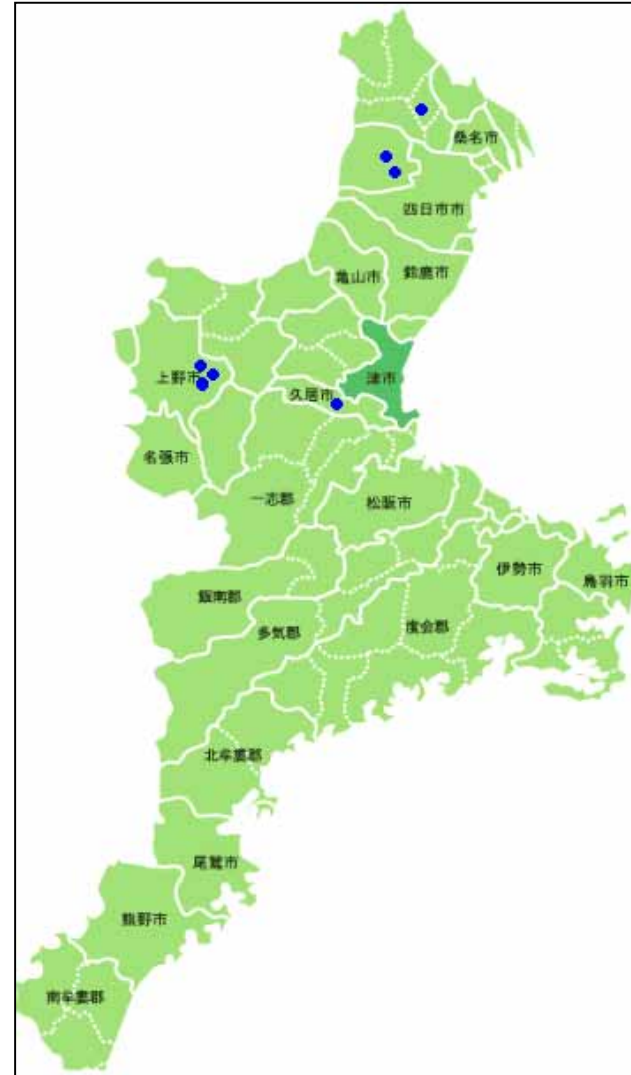 桑名市
四日市市
亀山市
鈴鹿市
上野市
久居市
津市
名張市
一志郡
松阪市
伊勢市
鳥羽市
飯南郡
多気郡
度会郡
北牟婁郡
尾鷲市
熊野市
南牟婁郡